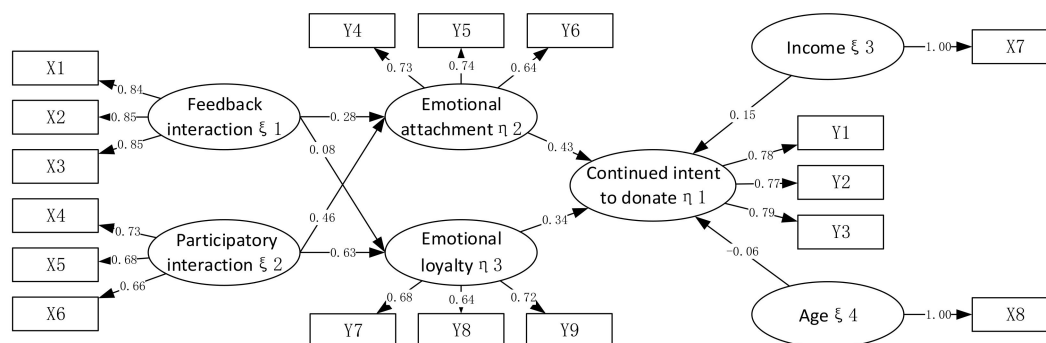 Y4
Y5
Y6
Income ξ 3
1.00
X7
X1
X2
X3
0.84
0.85
0.85
Feedback
interaction ξ 1
0.28
0.08
0.73
0.74
0.64
Emotional
attachment η 2
0.43
0.15
Continued intent
to donate η 1
0.78
0.77
0.79
Y1
Y2
Y3
X4
X5
X6
0.73
0.68
0.66
Participatory
interaction ξ 2
0.46
0.63
Emotional
loyalty η 3
0.34
-0.06
0.68
0.64
0.72
Y7
Y8
Y9
Age ξ 4
1.00
X8